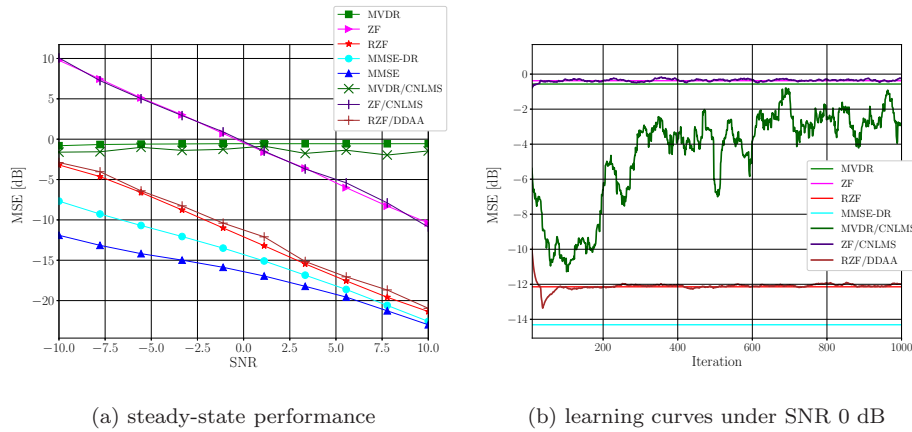 MVDR
ZF
RZF
MMSE-DR
MMSE
MVDR/CNLMS
ZF/CNLMS
RZF/DDAA
10
5
0
−5
−10
−15
−20
MSE [dB]
−10.0 −7.5 −5.0 −2.5 0.0 2.5 5.0 7.5 10.0
SNR
(a) steady-state performance
0
−2
−4
−6
−8
−10
−12
−14
MSE [dB]
MVDR
ZF
RZF
MMSE-DR
MVDR/CNLMS
ZF/CNLMS
RZF/DDAA
200 400 600 800 1000
Iteration
(b) learning curves under SNR 0 dB